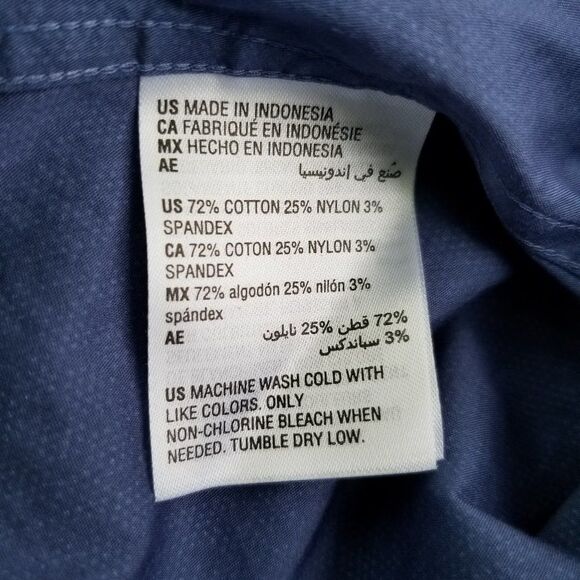 US MADE IN INDONESIA
CA FABRIQUÉ EN INDONÉSIE
MX HECHO EN INDONESIA
AE صُنع في اندونيسيا
US 72% COTTON 25% NYLON 3%
SPANDEX
CA 72% COTON 25% NYLON 3%
SPANDEX
MX 72% algodón 25% nilón 3%
spándex
AE 72% قطن 25% نايلون
3% سباندكس
US MACHINE WASH COLD WITH
LIKE COLORS. ONLY
NON-CHLORINE BLEACH WHEN
NEEDED. TUMBLE DRY LOW.